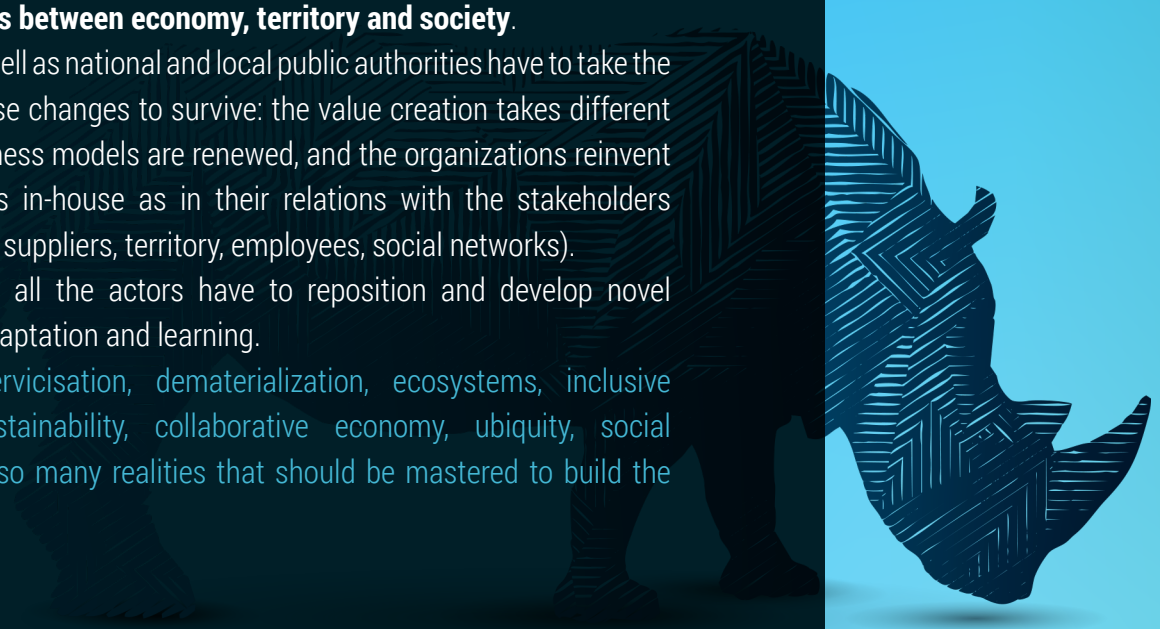 s between economy, territory and society.
ell as national and local public authorities have to take the
se changes to survive: the value creation takes different
ness models are renewed, and the organizations reinvent
s in-house as in their relations with the stakeholders
suppliers, territory, employees, social networks).
all the actors have to reposition and develop novel
aptation and learning.
ervicisation, dematerialization, ecosystems, inclusive
stainability, collaborative economy, ubiquity, social
so many realities that should be mastered to build the